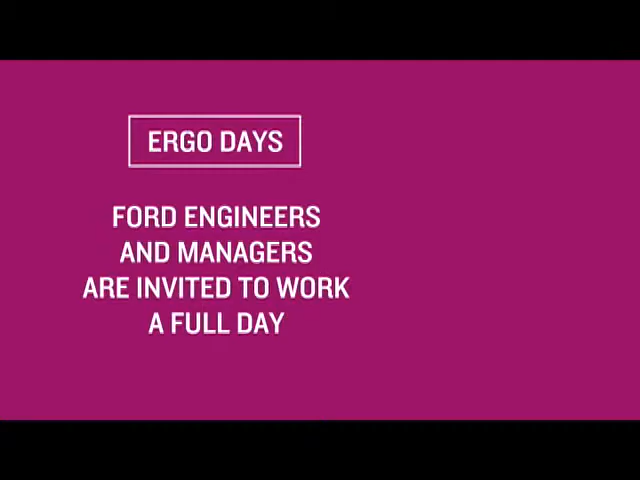 ERGO DAYS
FORD ENGINEERS
AND MANAGERS
ARE INVITED TO WORK
A FULL DAY